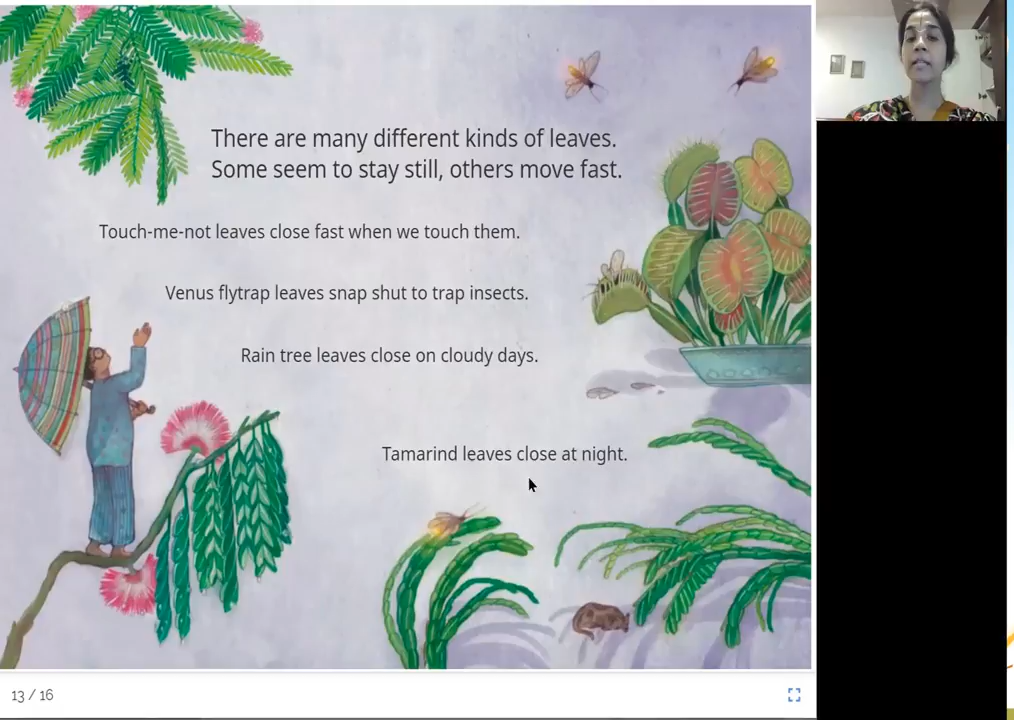 There are many different kinds of leaves.
Some seem to stay still, others move fast.
Touch-me-not leaves close fast when we touch them.
Venus flytrap leaves snap shut to trap insects.
Rain tree leaves close on cloudy days.
Tamarind leaves close at night.
13 / 16